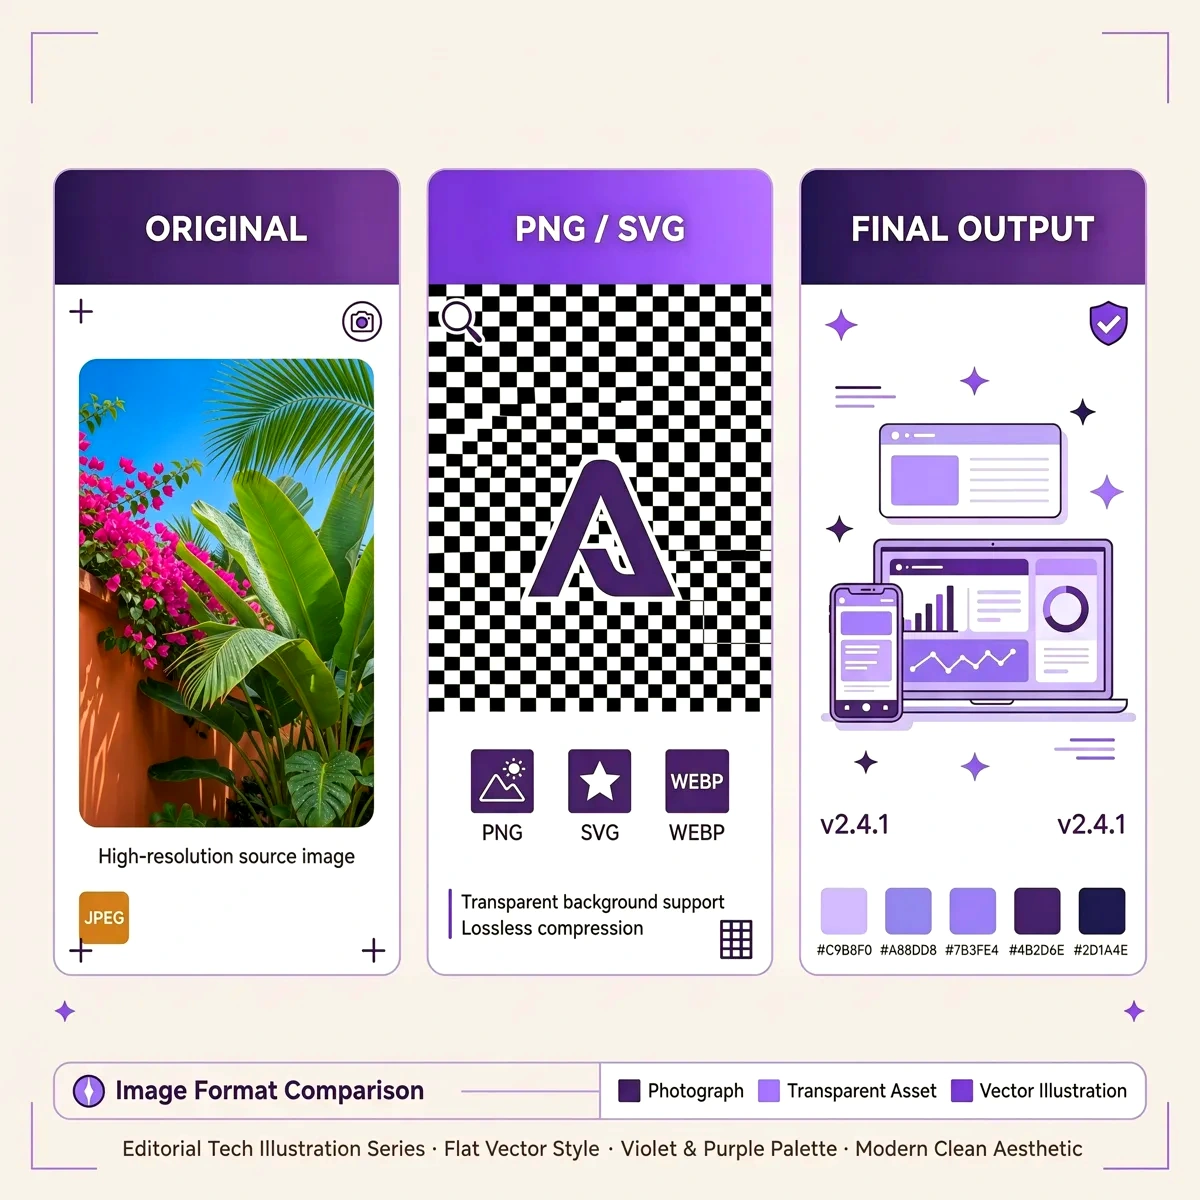 ORIGINAL
High-resolution source image
JPEG
PNG / SVG
WEBP
PNG
SVG
WEBP
Transparent background support
Lossless compression
FINAL OUTPUT
v2.4.1
v2.4.1
#C9B8F0
#A88DD8
#7B3FE4
#4B2D6E
#2D1A4E
Image Format Comparison
Photograph
Transparent Asset
Vector Illustration
Editorial Tech Illustration Series · Flat Vector Style · Violet & Purple Palette · Modern Clean Aesthetic